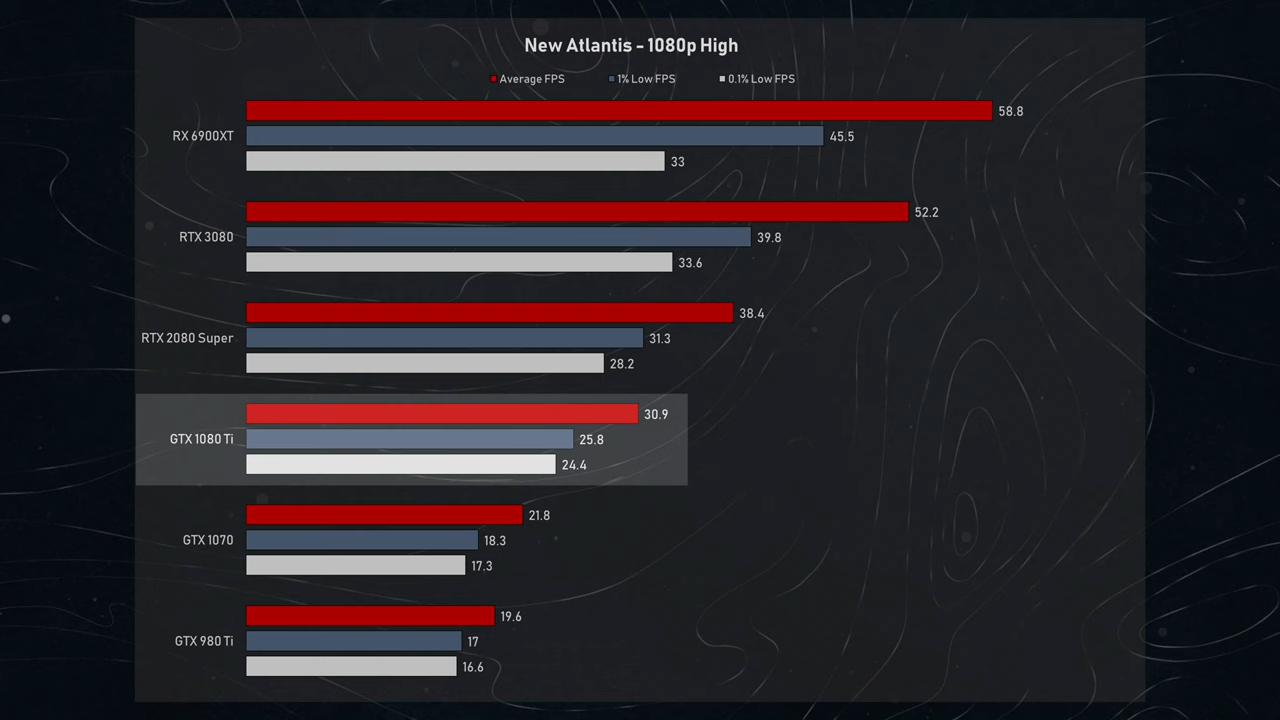 New Atlantis - 1080p High
Average FPS 1% Low FPS 0.1% Low FPS
58.8
RX 6900XT 45.5
33
52.2
RTX 3080 39.8
33.6
38.4
RTX 2080 Super 31.3
28.2
30.9
GTX 1080 Ti 25.8
24.4
21.8
GTX 1070 18.3
17.3
19.6
GTX 980 Ti 17
16.6